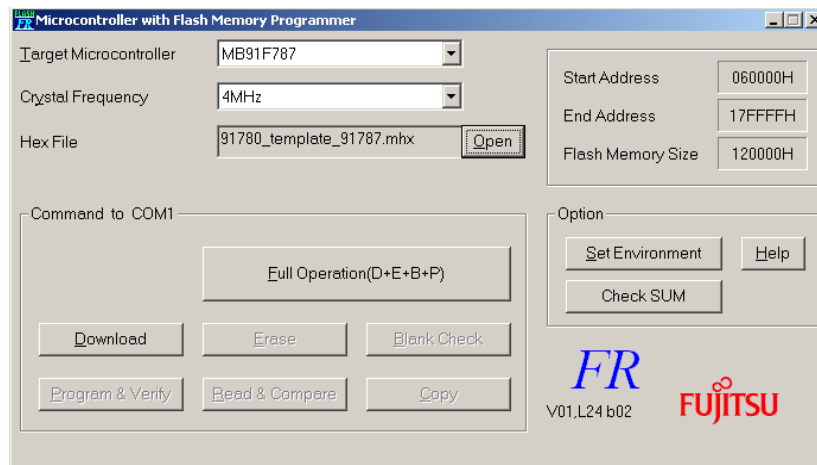 FLASH FR Microcontroller with Flash Memory Programmer
Target Microcontroller MB91F787
Crystal Frequency 4MHz
Hex File 91780_template_91787.mhx Open
Start Address 060000H
End Address 17FFFFH
Flash Memory Size 120000H
Command to COM1
Full Operation(D+E+B+P)
Download Erase Blank Check
Program & Verify Read & Compare Copy
Option
Set Environment Help
Check SUM
FR
V01,L24 b02
FUJITSU